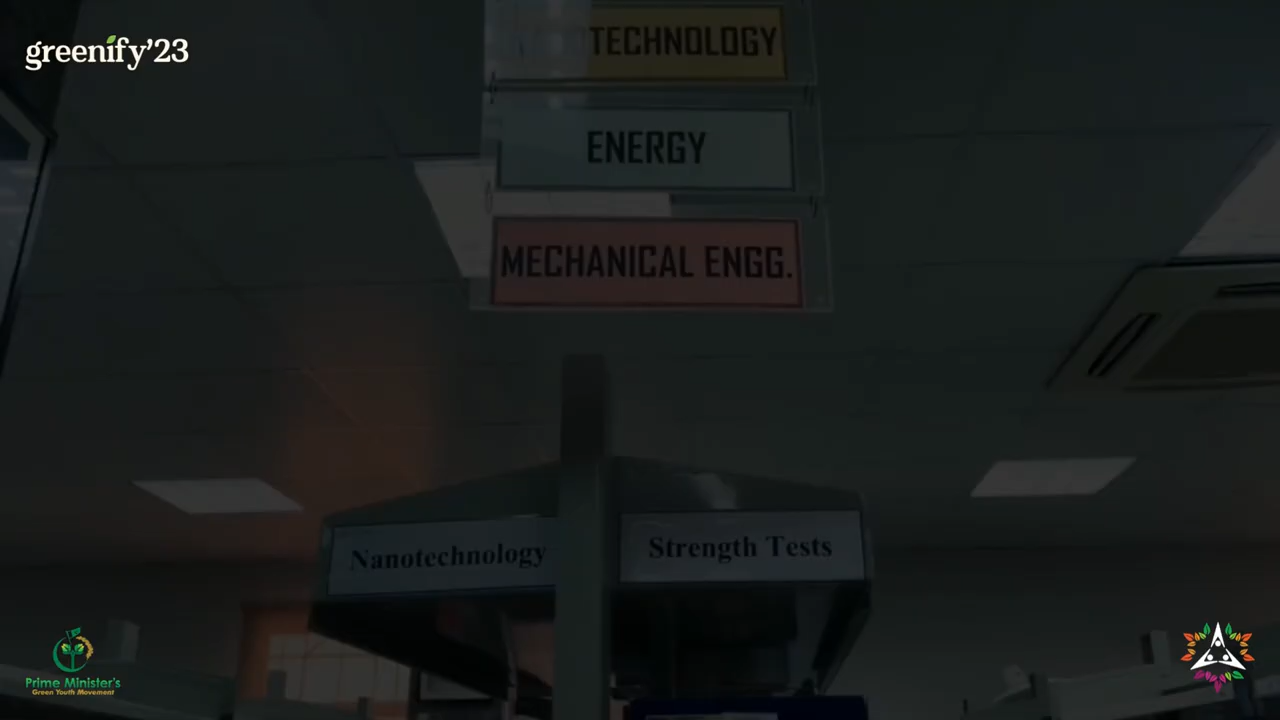 greenify'23
TECHNOLOGY
ENERGY
MECHANICAL ENGG.
Nanotechnology
Strength Tests
Prime Minister's
Green Youth Movement